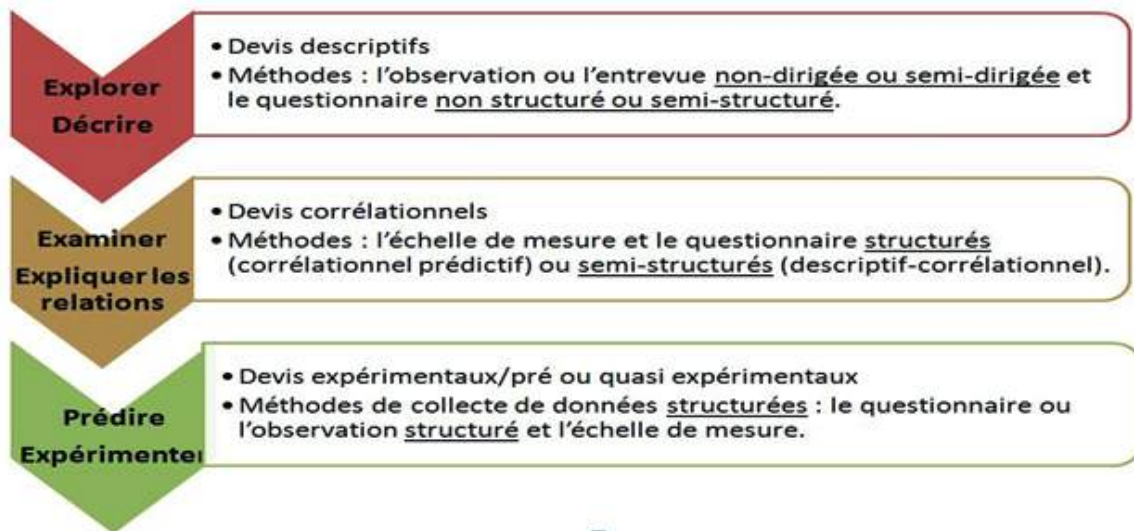 Explorer
Décrire
• Devis descriptifs
• Méthodes : l'observation ou l'entrevue non-dirigée ou semi-dirigée et
le questionnaire non structuré ou semi-structuré.
Examiner
Expliquer les
relations
• Devis corrélationnels
• Méthodes : l'échelle de mesure et le questionnaire structurés
(corrélationnel prédictif) ou semi-structurés (descriptif-corrélationnel).
Prédire
Expérimenter
• Devis expérimentaux/pré ou quasi expérimentaux
• Méthodes de collecte de données structurées : le questionnaire ou
l'observation structuré et l'échelle de mesure.